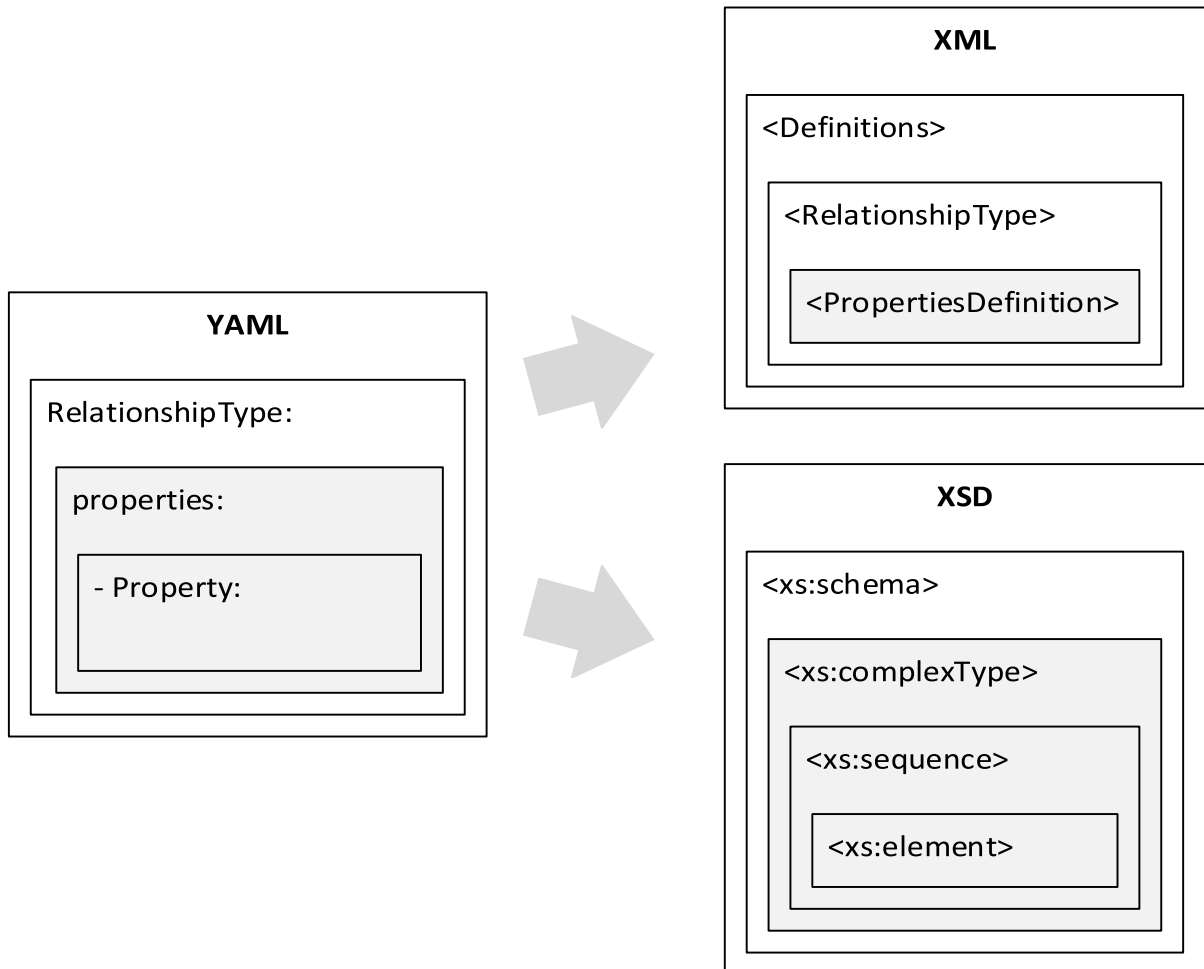 YAML
RelationshipType:
properties:
- Property:
XML
<Definitions>
<RelationshipType>
<PropertiesDefinition>
XSD
<xs:schema>
<xs:complexType>
<xs:sequence>
<xs:element>